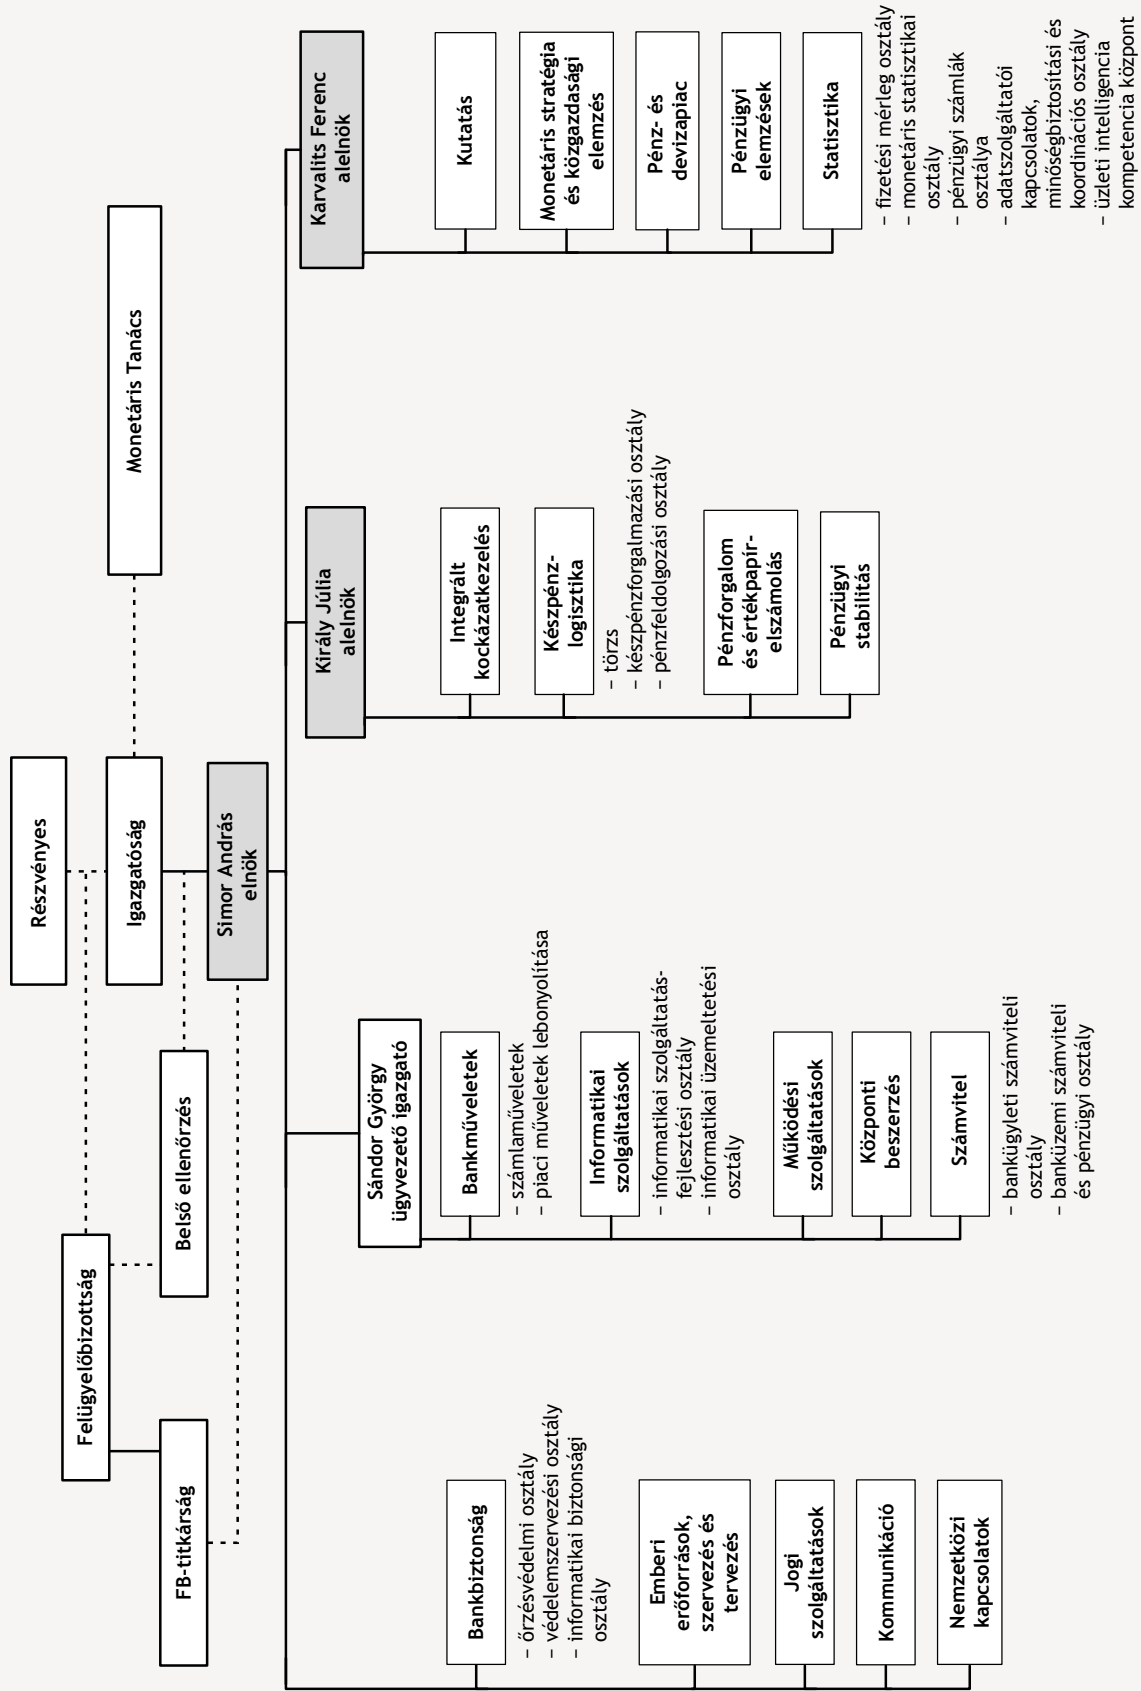 Részvényes
Felügyelőbizottság
Igazgatóság
Monetáris Tanács
FB-titkárság
Belső ellenőrzés
Simor András
elnök
Bankbiztonság
– őrzésvédelmi osztály
– védelemszervezési osztály
– informatikai biztonsági
osztály
Emberi
erőforrások,
szervezés és
tervezés
Jogi
szolgáltatások
Kommunikáció
Nemzetközi
kapcsolatok
Sándor György
ügyvezető igazgató
Bankműveletek
– számlaműveletek
– piaci műveletek lebonyolítása
Informatikai
szolgáltatások
– informatikai szolgáltatás-
fejlesztési osztály
– informatikai üzemeltetési
osztály
Működési
szolgáltatások
Központi
beszerzés
Számvitel
– bankügyleti számviteli
osztály
– banküzemi számviteli
és pénzügyi osztály
Király Júlia
alelnök
Integrált
kockázatkezelés
Készpénz-
logisztika
– törzs
– készpénzforgalmazási osztály
– pénzfeldolgozási osztály
Pénzforgalom
és értékpapír-
elszámolás
Pénzügyi
stabilitás
Karvalits Ferenc
alelnök
Kutatás
Monetáris stratégia
és közgazdasági
elemzés
Pénz- és
devizapiac
Pénzügyi
elemzések
Statisztika
– fizetési mérleg osztály
– monetáris statisztikai
osztály
– pénzügyi számlák
osztálya
– adatszolgáltatói
kapcsolatok,
minőségbiztosítási és
koordinációs osztály
– üzleti intelligencia
kompetencia központ